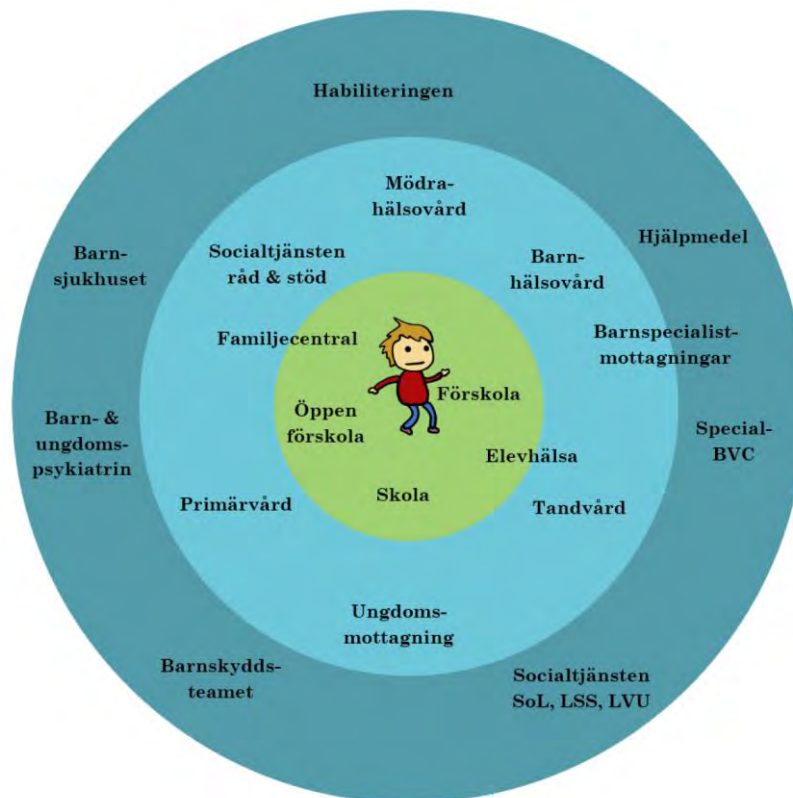 Habiliteringen
Mödra-
hälsovård
Hjälpmedel
Barn-
sjukhuset
Socialtjänsten
råd & stöd
Barn-
hälsovård
Familjecentral
Barnspecialist-
mottagningar
Förskola
Öppen
förskola
Barn- &
ungdoms-
psykiatrin
Special-
BVC
Elevhälsa
Skola
Primärvård
Tandvård
Ungdoms-
mottagning
Barnskydds-
teamet
Socialtjänsten
SoL, LSS, LVU